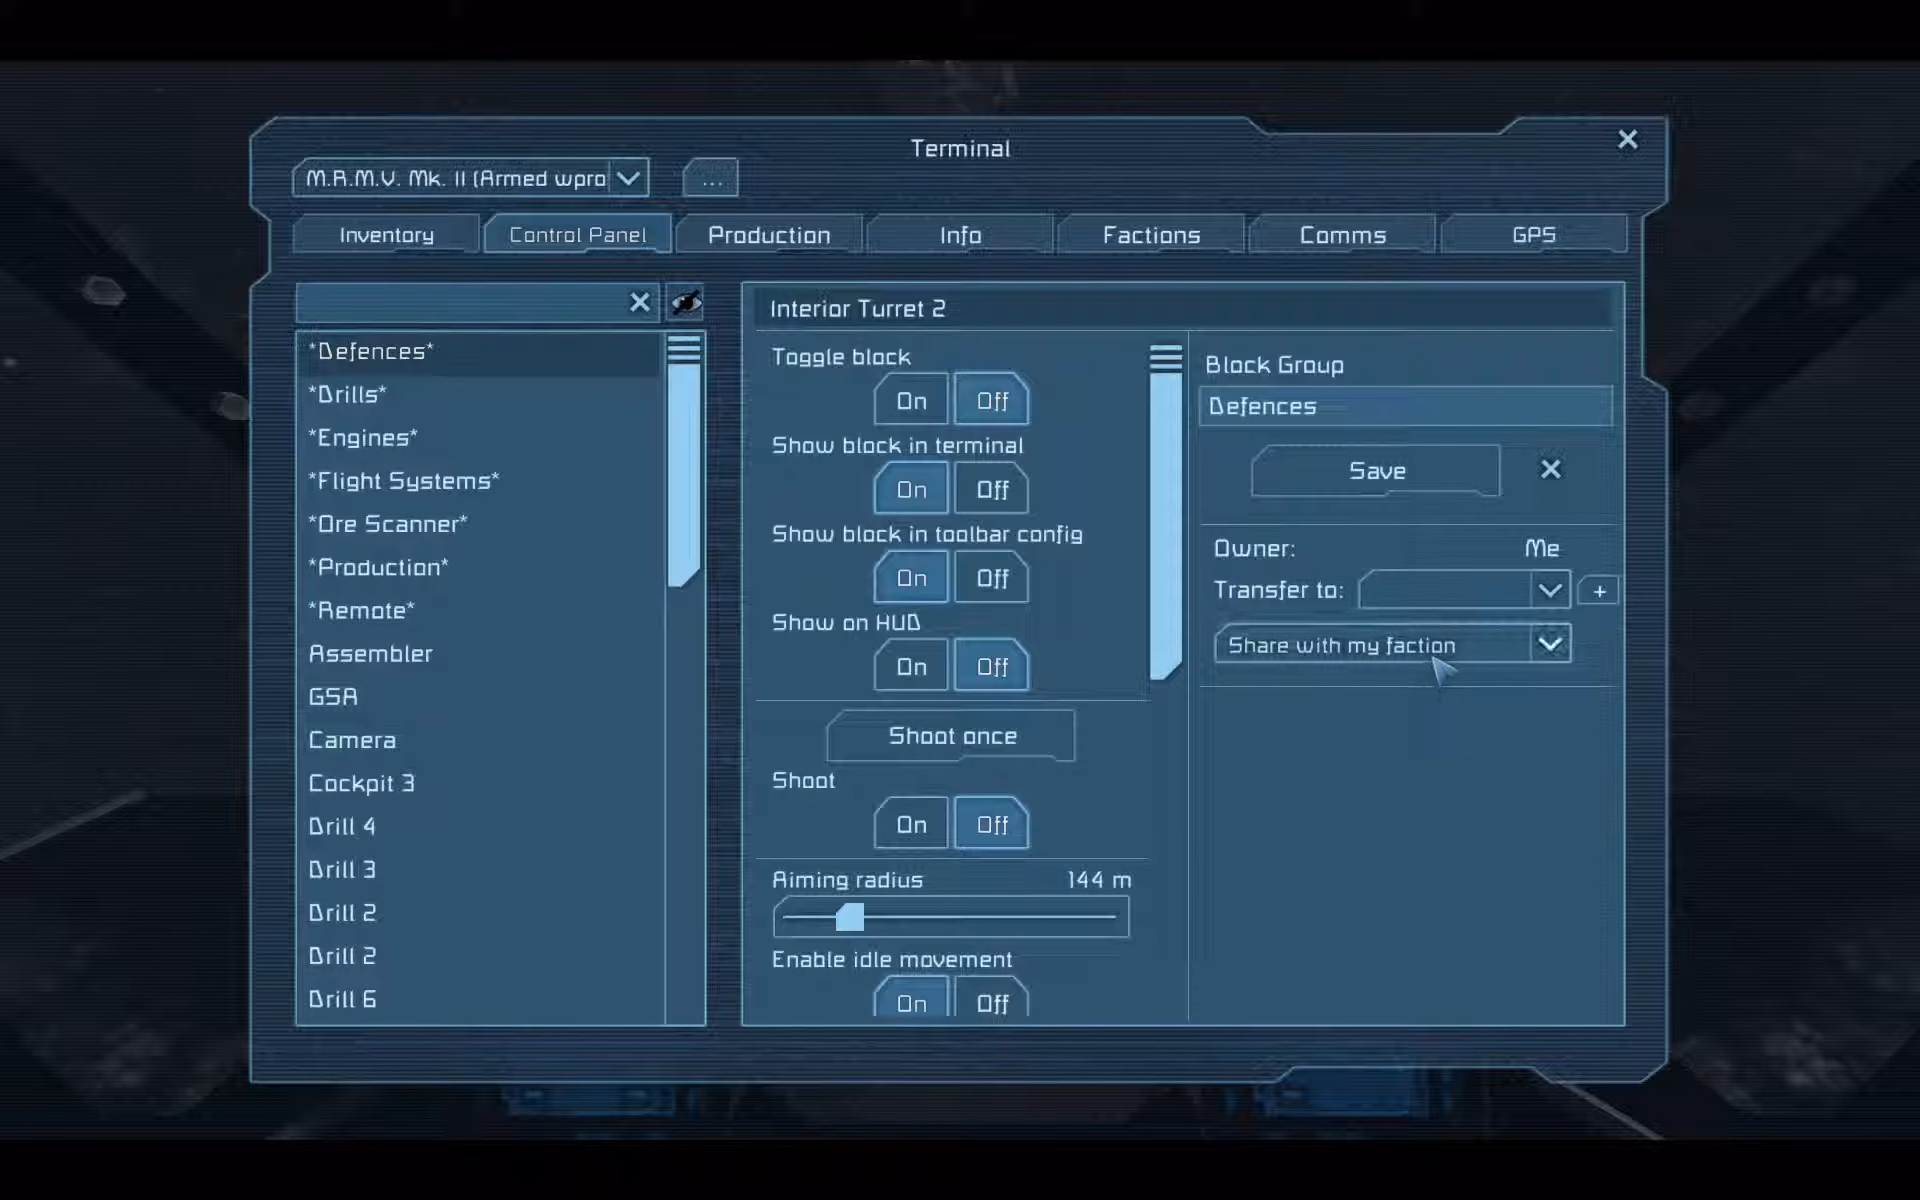 Terminal
M.R.M.V. Mk. II (Armed wpro
...
Inventory
Control Panel
Production
Info
Factions
Comms
GPS
*Defences*
*Drills*
*Engines*
*Flight Systems*
*Ore Scanner*
*Production*
*Remote*
Assembler
GSA
Camera
Cockpit 3
Drill 4
Drill 3
Drill 2
Drill 2
Drill 6
Interior Turret 2
Toggle block
On Off
Show block in terminal
On Off
Show block in toolbar config
On Off
Show on HUD
On Off
Shoot once
Shoot
On Off
Aiming radius 144 m
Enable idle movement
On Off
Block Group
Defences
Save
Owner: Me
Transfer to: +
Share with my faction